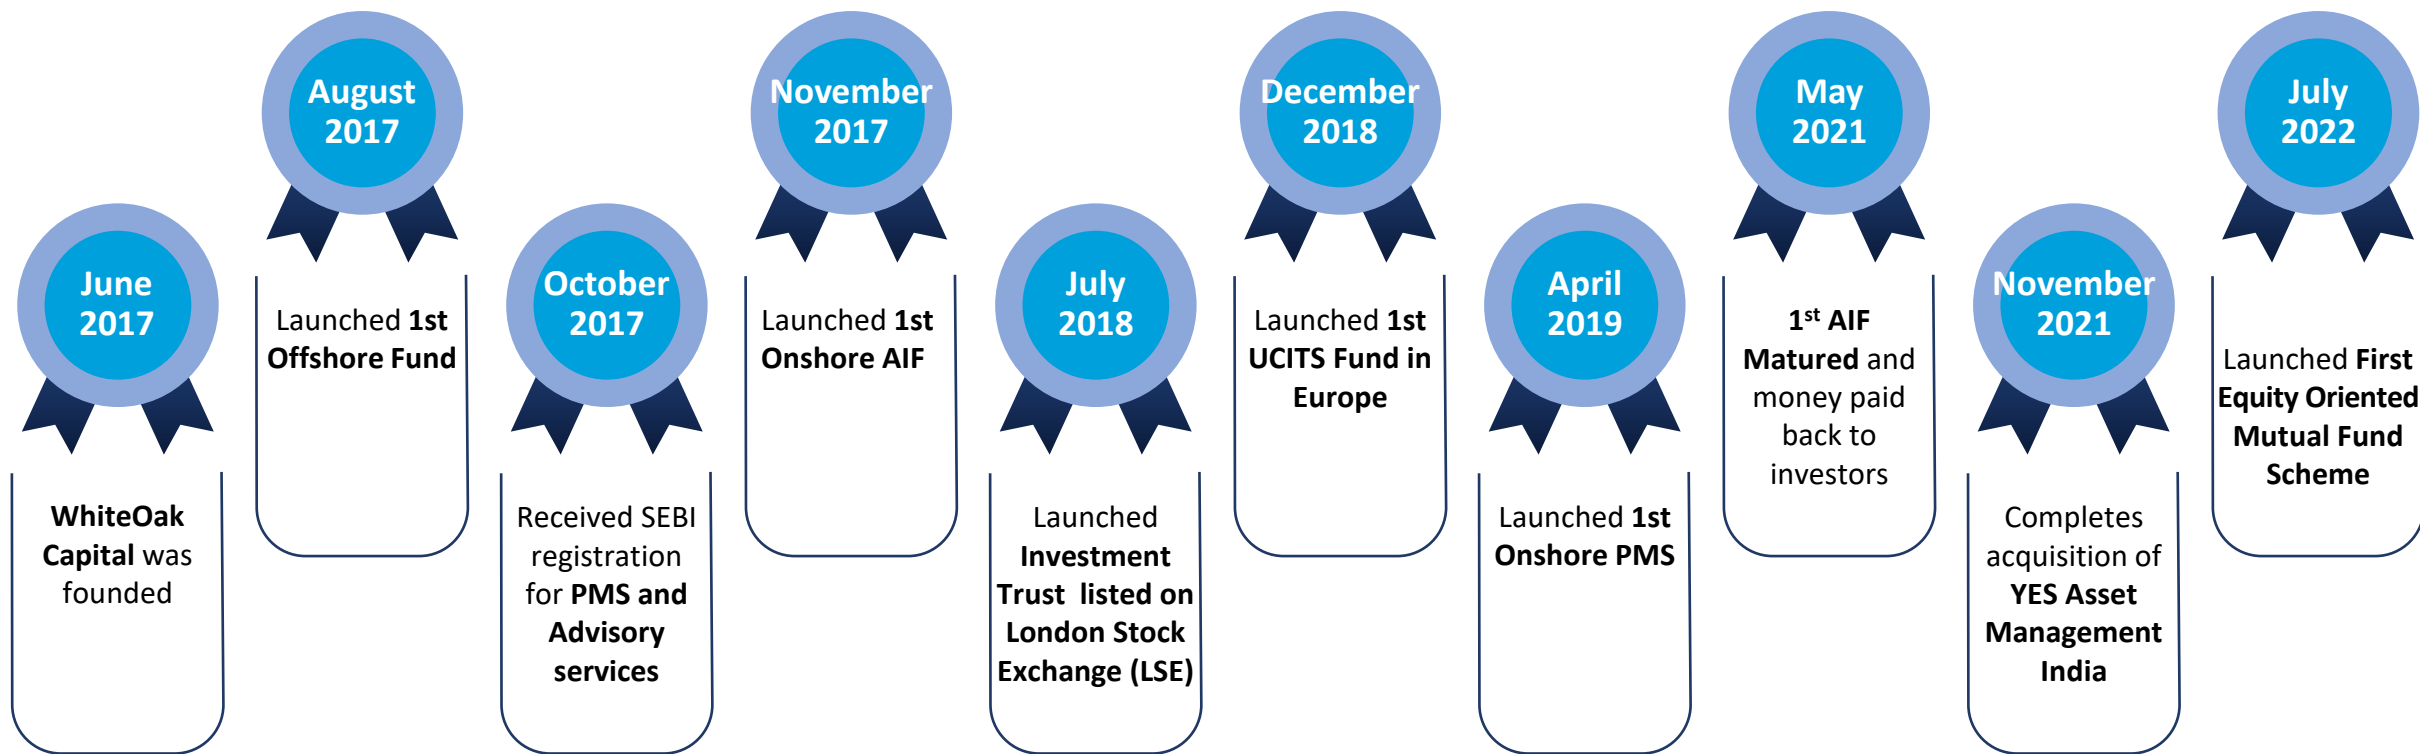 June
2017
WhiteOak
Capital was
founded
August
2017
Launched 1st
Offshore Fund
October
2017
Received SEBI
registration
for PMS and
Advisory
services
November
2017
Launched 1st
Onshore AIF
July
2018
Launched
Investment
Trust listed on
London Stock
Exchange (LSE)
December
2018
Launched 1st
UCITS Fund in
Europe
April
2019
Launched 1st
Onshore PMS
May
2021
1st AIF
Matured and
money paid
back to
investors
November
2021
Completes
acquisition of
YES Asset
Management
India
July
2022
Launched First
Equity Oriented
Mutual Fund
Scheme